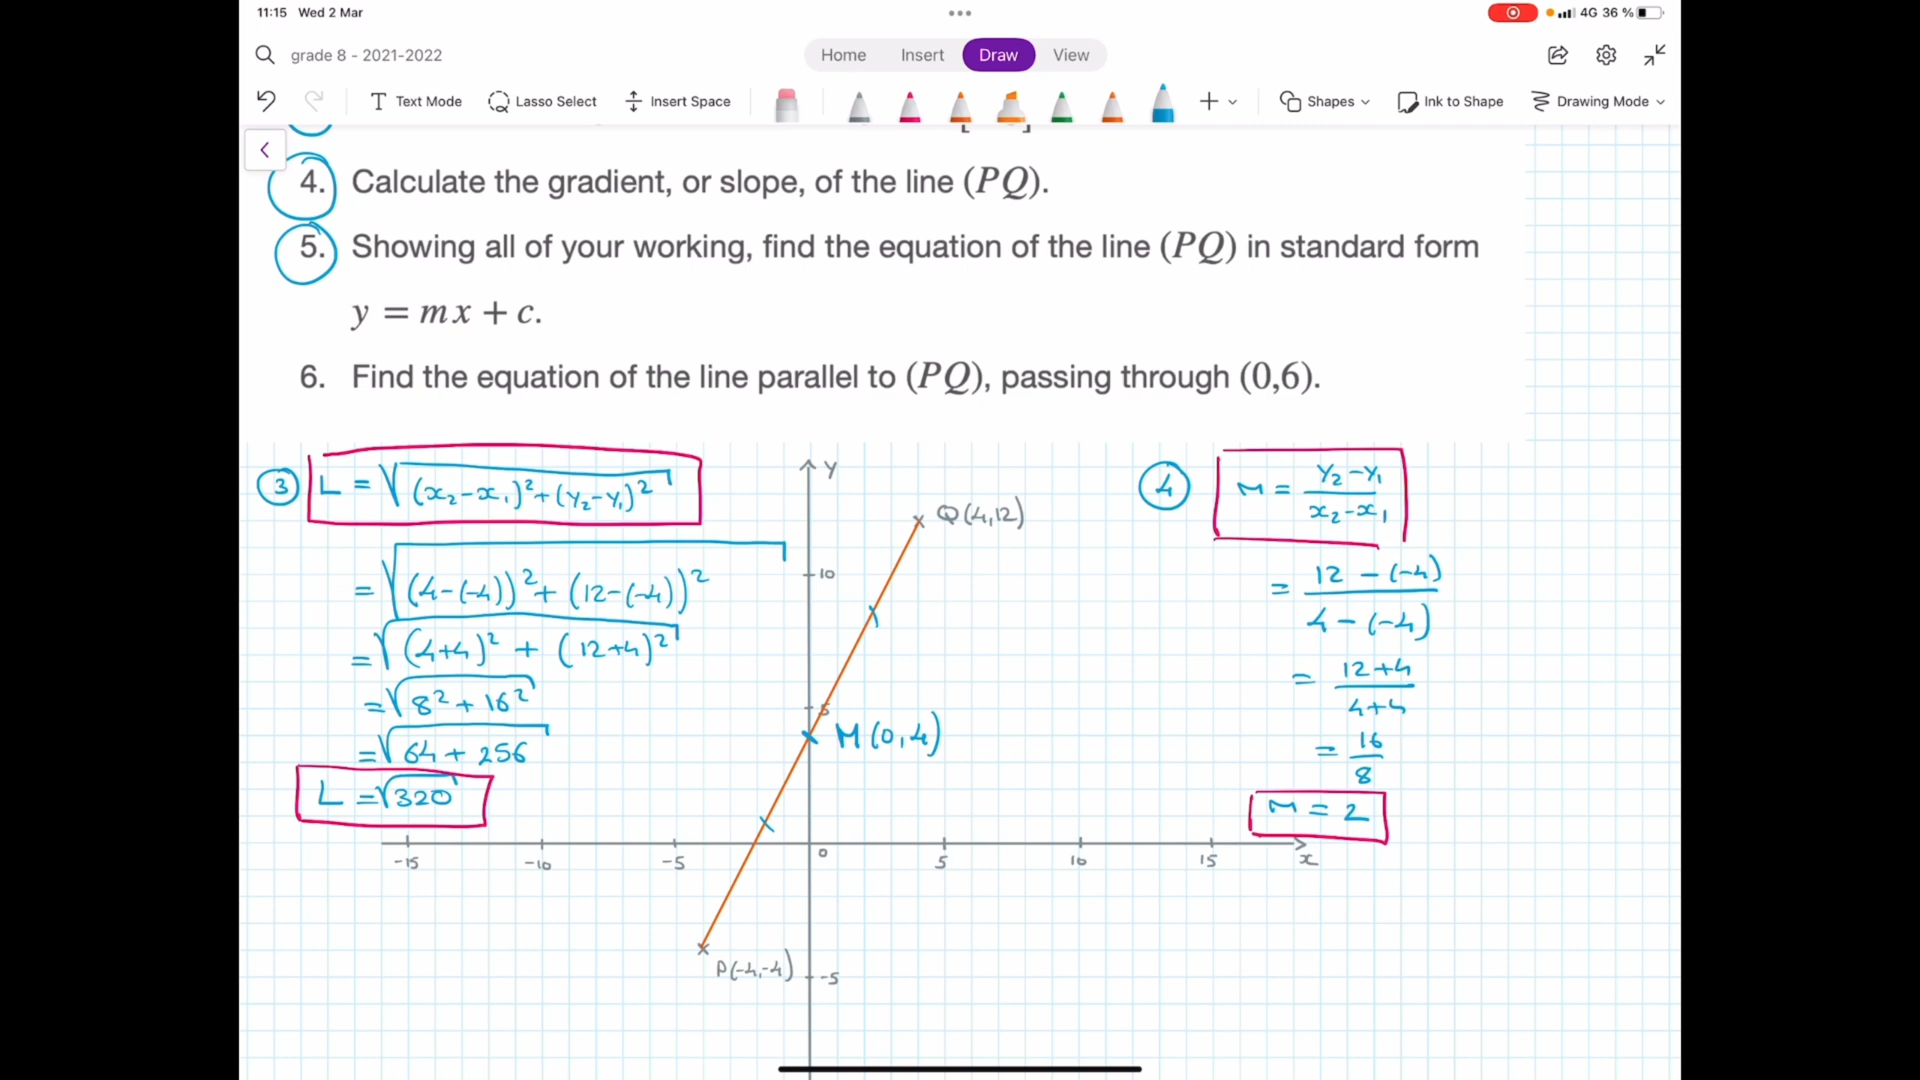 11:15 Wed 2 Mar
4G 36 %
grade 8 - 2021-2022
Home Insert Draw View
Text Mode Lasso Select Insert Space Shapes Ink to Shape Drawing Mode
4. Calculate the gradient, or slope, of the line (PQ).
5. Showing all of your working, find the equation of the line (PQ) in standard form
y = mx + c.
6. Find the equation of the line parallel to (PQ), passing through (0,6).
③ L = √(x₂-x₁)²+(y₂-y₁)²
= √(4-(-4))²+(12-(-4))²
= √(4+4)² + (12+4)²
= √8² + 16²
= √64 + 256
L = √320
y
Q(4,12)
10
5
M(0,4)
-15 -10 -5 0 5 10 15 x
P(-4,-4)
-5
④ M = y₂-y₁ / x₂-x₁
= 12 - (-4) / 4 - (-4)
= 12+4 / 4+4
= 16 / 8
M = 2